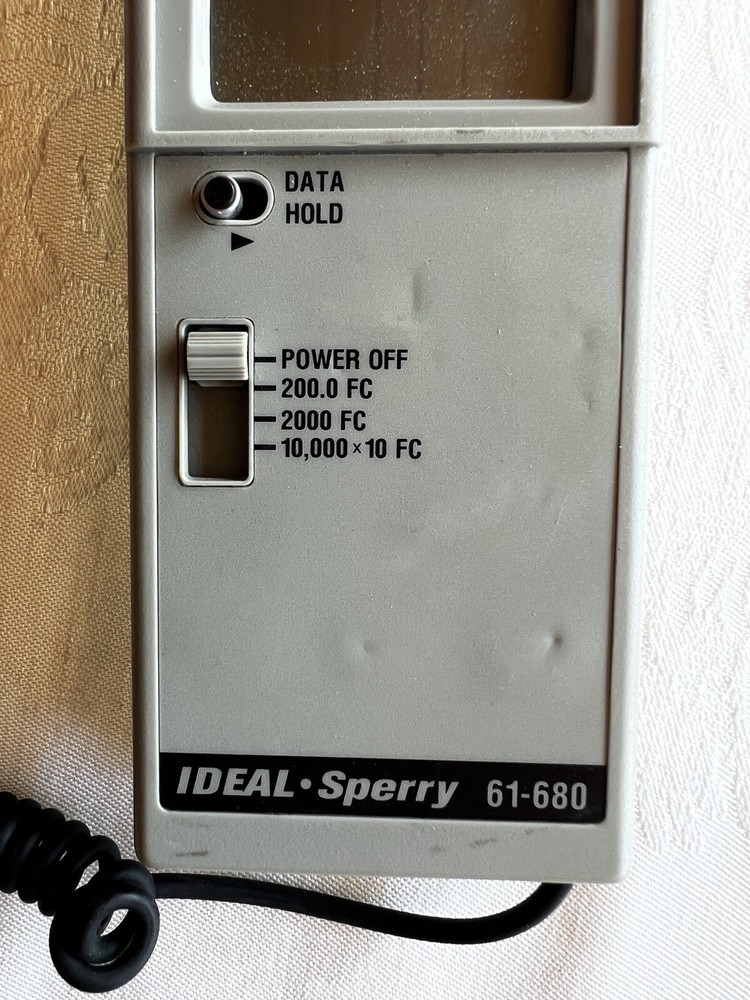 DATA
HOLD
POWER OFF
200.0 FC
2000 FC
10,000×10 FC
IDEAL·Sperry 61-680